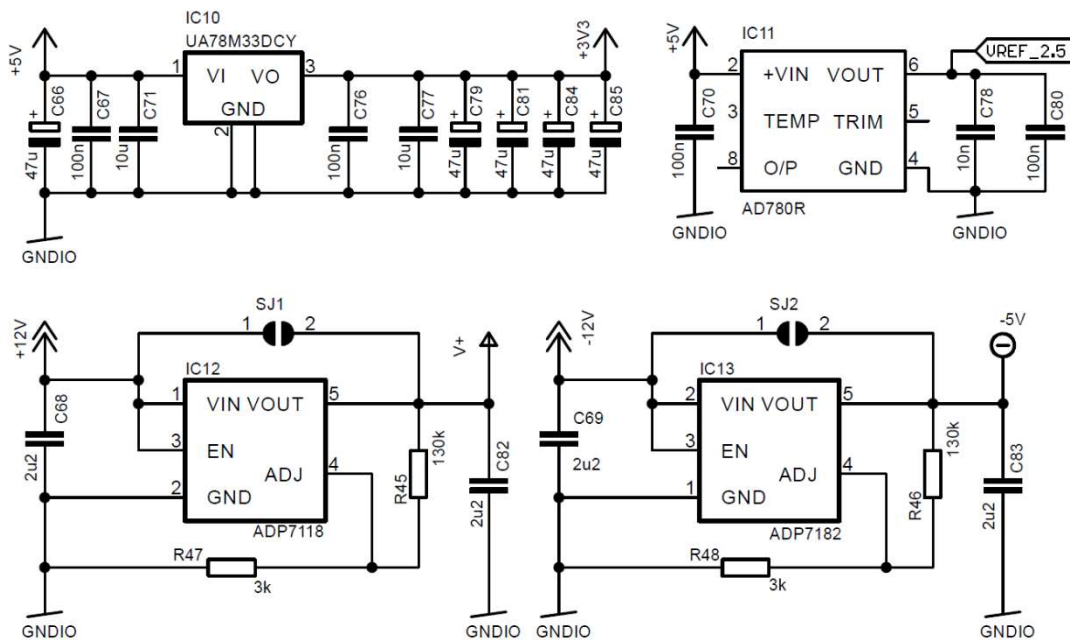 IC10
UA78M33DCY
+5V
1 VI VO 3
GND
2
C66
47u
C67
100n
C71
10u
C76
100n
C77
10u
C79
47u
C81
47u
C84
47u
C85
47u
+3V3
GNDIO
IC11
+5V
2 +VIN VOUT 6
3 TEMP TRIM 5
8 O/P GND 4
AD780R
C70
100n
C78
10n
C80
100n
VREF_2.5
GNDIO
GNDIO
SJ1
1 2
+12V
IC12
1 VIN VOUT 5
3 EN
ADJ 4
2 GND
ADP7118
C68
2u2
R45
130k
R47
3k
V+
C82
2u2
GNDIO
GNDIO
SJ2
1 2
-12V
IC13
2 VIN VOUT 5
3 EN
ADJ 4
1 GND
ADP7182
C69
2u2
R46
130k
R48
3k
-5V
C83
2u2
GNDIO
GNDIO